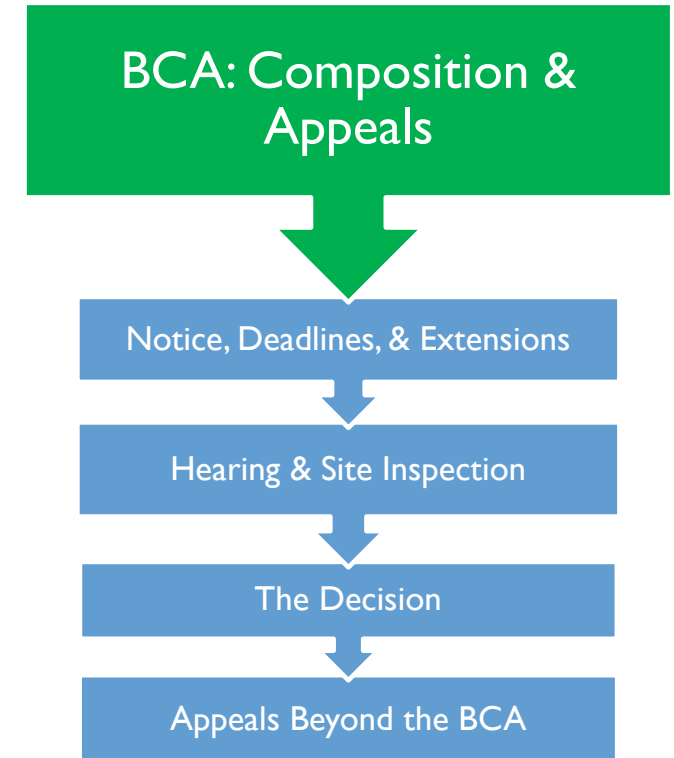 BCA: Composition &
Appeals
Notice, Deadlines, & Extensions
Hearing & Site Inspection
The Decision
Appeals Beyond the BCA